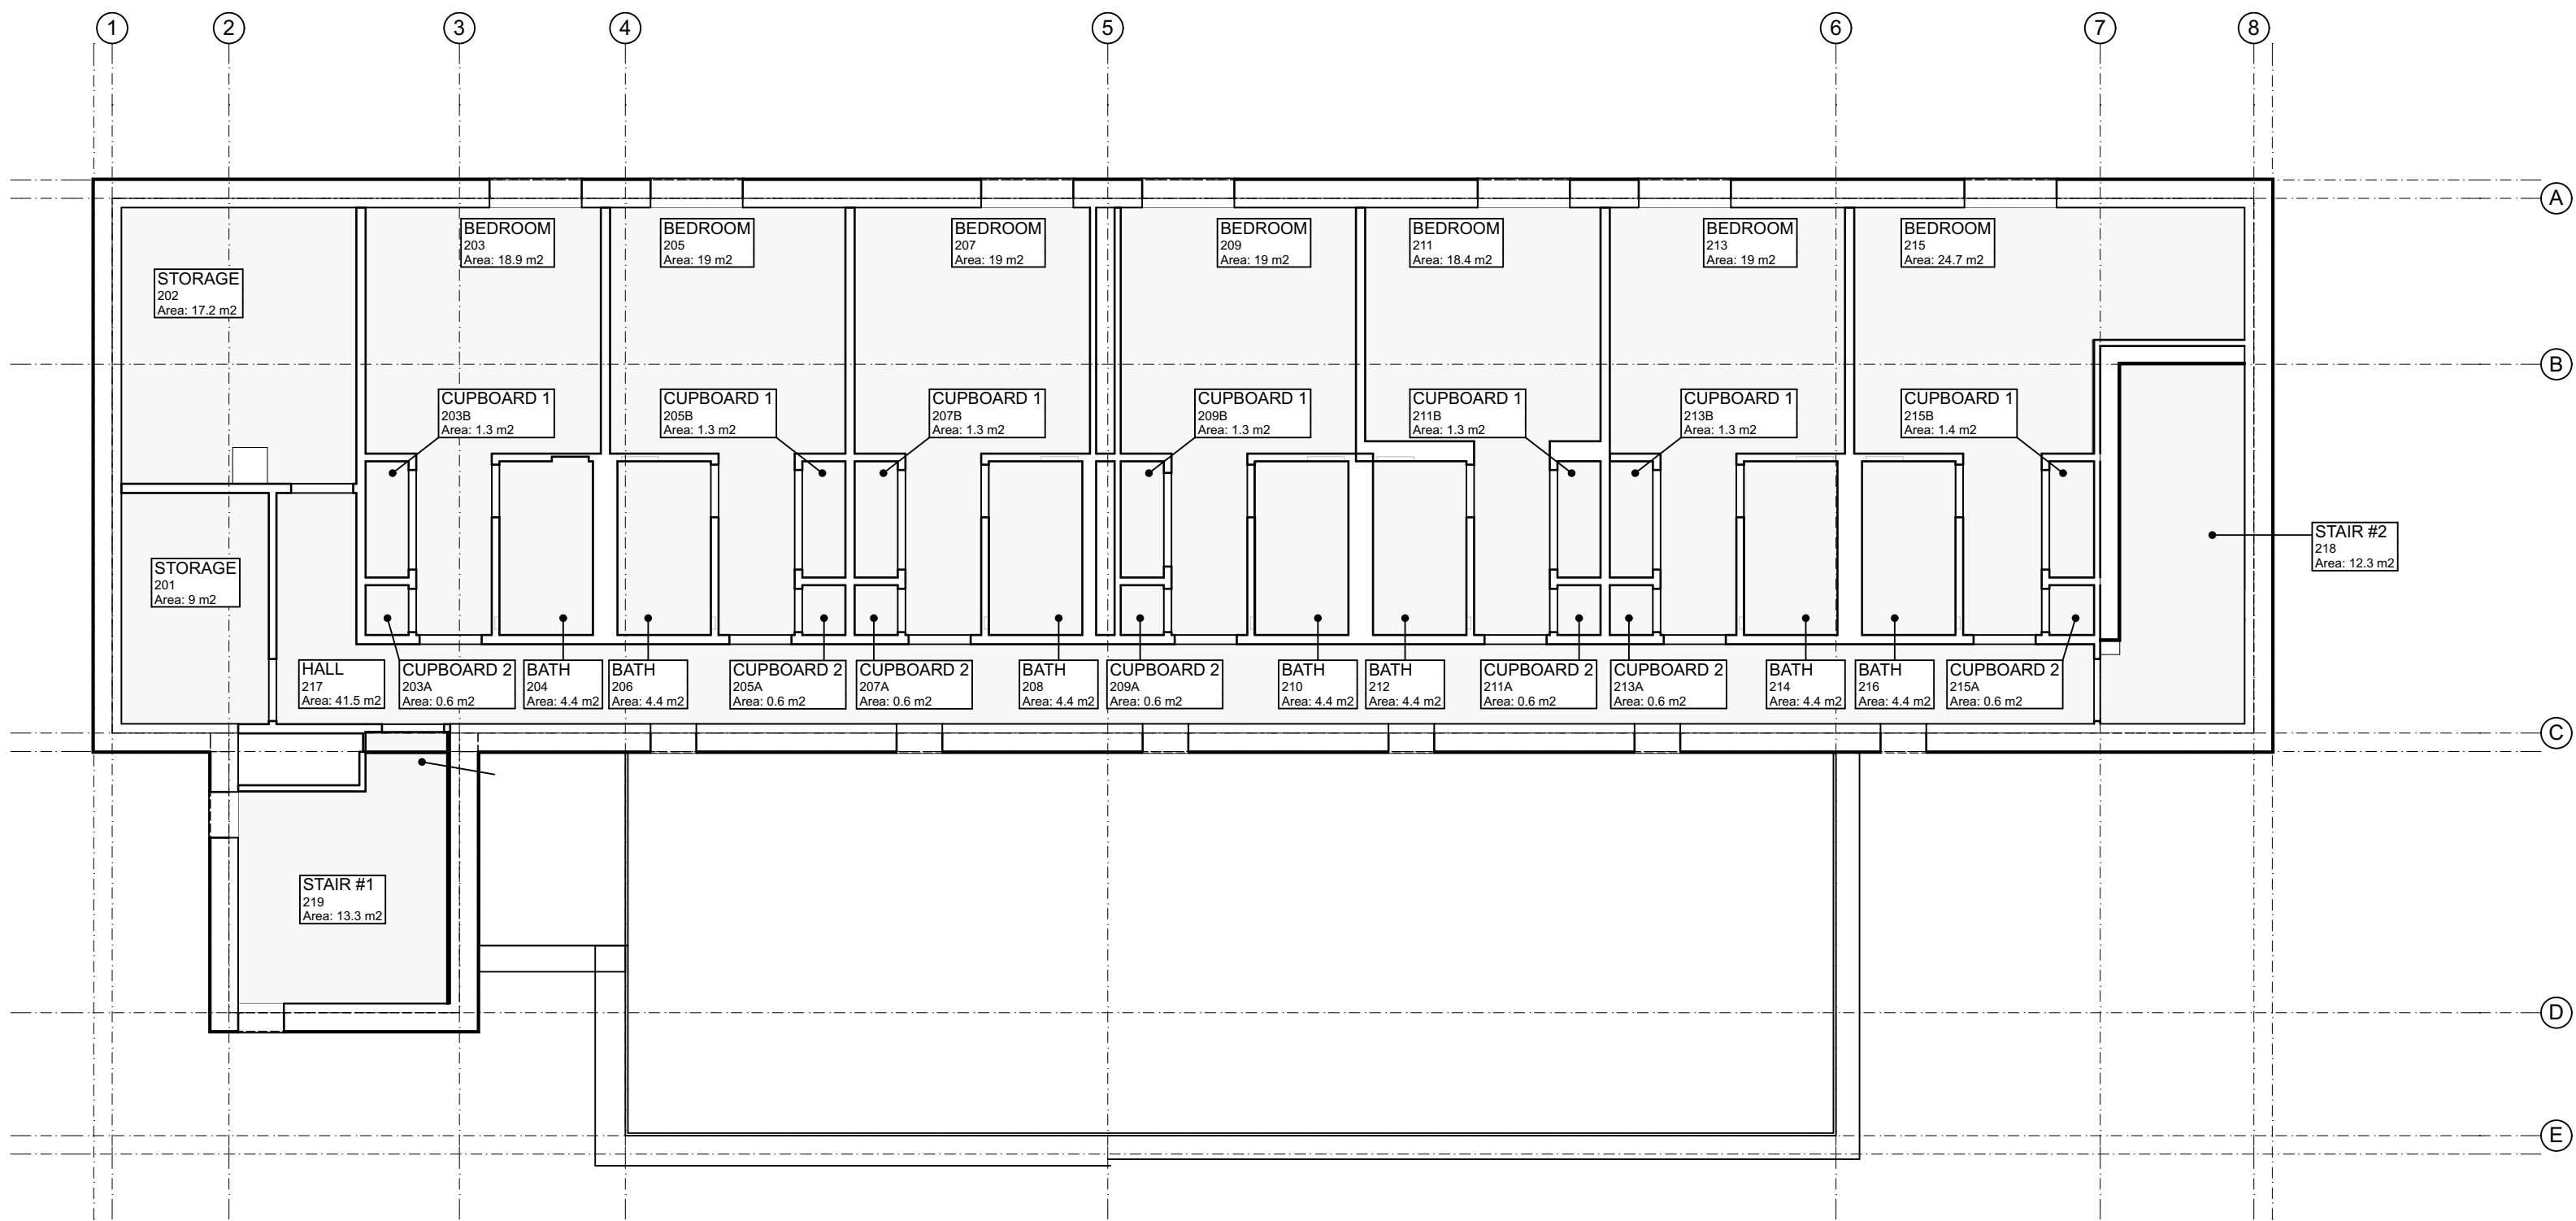 1
2
3
4
5
6
7
8
A
B
C
D
E
STORAGE
202
Area: 17.2 m2
BEDROOM
203
Area: 18.9 m2
BEDROOM
205
Area: 19 m2
BEDROOM
207
Area: 19 m2
BEDROOM
209
Area: 19 m2
BEDROOM
211
Area: 18.4 m2
BEDROOM
213
Area: 19 m2
BEDROOM
215
Area: 24.7 m2
CUPBOARD 1
203B
Area: 1.3 m2
CUPBOARD 1
205B
Area: 1.3 m2
CUPBOARD 1
207B
Area: 1.3 m2
CUPBOARD 1
209B
Area: 1.3 m2
CUPBOARD 1
211B
Area: 1.3 m2
CUPBOARD 1
213B
Area: 1.3 m2
CUPBOARD 1
215B
Area: 1.4 m2
STAIR #2
218
Area: 12.3 m2
STORAGE
201
Area: 9 m2
HALL
217
Area: 41.5 m2
CUPBOARD 2
203A
Area: 0.6 m2
BATH
204
Area: 4.4 m2
BATH
206
Area: 4.4 m2
CUPBOARD 2
205A
Area: 0.6 m2
CUPBOARD 2
207A
Area: 0.6 m2
BATH
208
Area: 4.4 m2
CUPBOARD 2
209A
Area: 0.6 m2
BATH
210
Area: 4.4 m2
BATH
212
Area: 4.4 m2
CUPBOARD 2
211A
Area: 0.6 m2
CUPBOARD 2
213A
Area: 0.6 m2
BATH
214
Area: 4.4 m2
BATH
216
Area: 4.4 m2
CUPBOARD 2
215A
Area: 0.6 m2
STAIR #1
219
Area: 13.3 m2